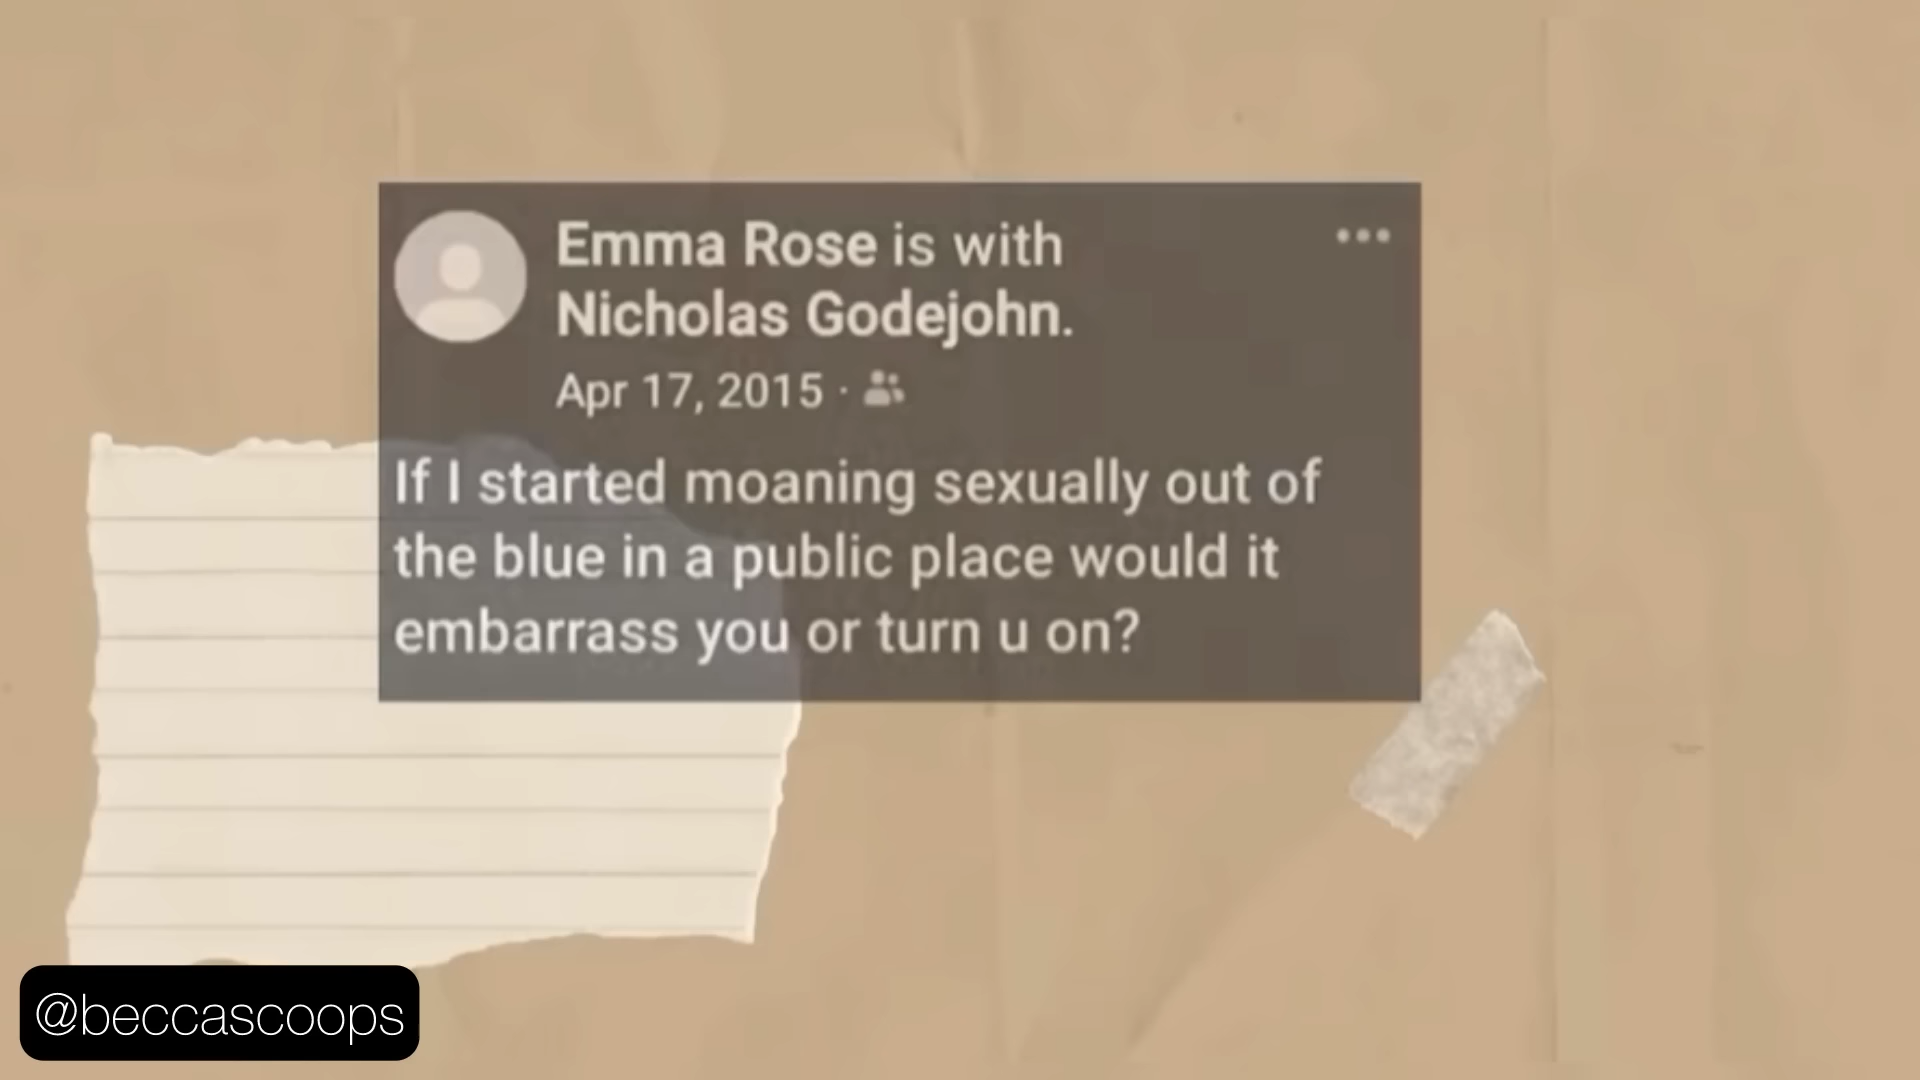 Emma Rose is with
Nicholas Godejohn.
Apr 17, 2015 ·
If I started moaning sexually out of
the blue in a public place would it
embarrass you or turn u on?
@beccascoops